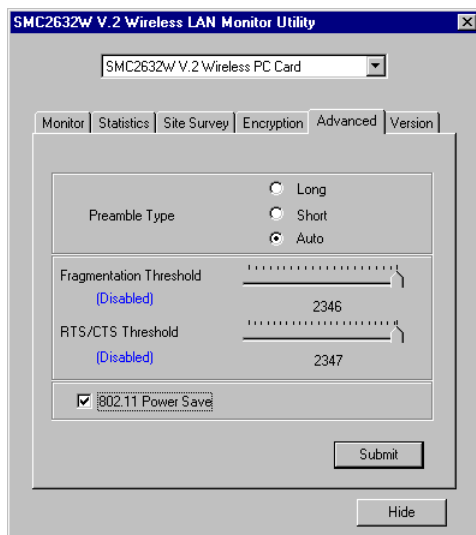 SMC2632W V.2 Wireless LAN Monitor Utility
SMC2632W V.2 Wireless PC Card
Monitor Statistics Site Survey Encryption Advanced Version
Preamble Type
Long
Short
Auto
Fragmentation Threshold
(Disabled)
2346
RTS/CTS Threshold
(Disabled)
2347
802.11 Power Save
Submit
Hide